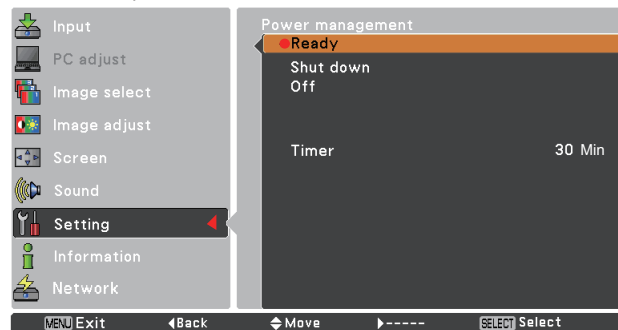 Input
PC adjust
Image select
Image adjust
Screen
Sound
Setting
Information
Network
Power management
Ready
Shut down
Off
Timer 30 Min
MENU Exit Back Move ----- SELECT Select